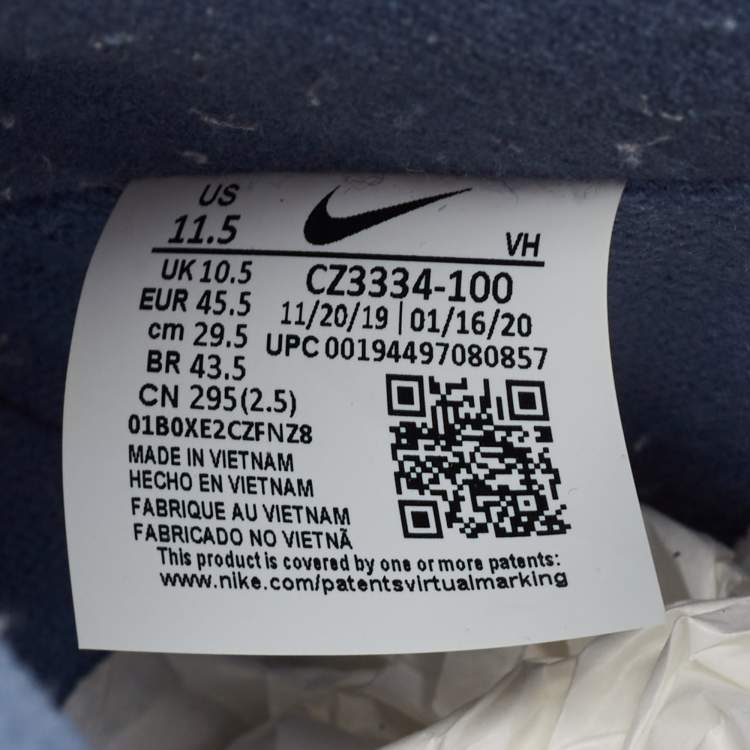 US
11.5
VH
UK 10.5
EUR 45.5
cm 29.5
BR 43.5
CN 295(2.5)
CZ3334-100
11/20/19 | 01/16/20
UPC 00194497080857
01B0XE2CZFNZ8
MADE IN VIETNAM
HECHO EN VIETNAM
FABRIQUE AU VIETNAM
FABRICADO NO VIETNÃ
This product is covered by one or more patents:
www.nike.com/patentsvirtualmarking